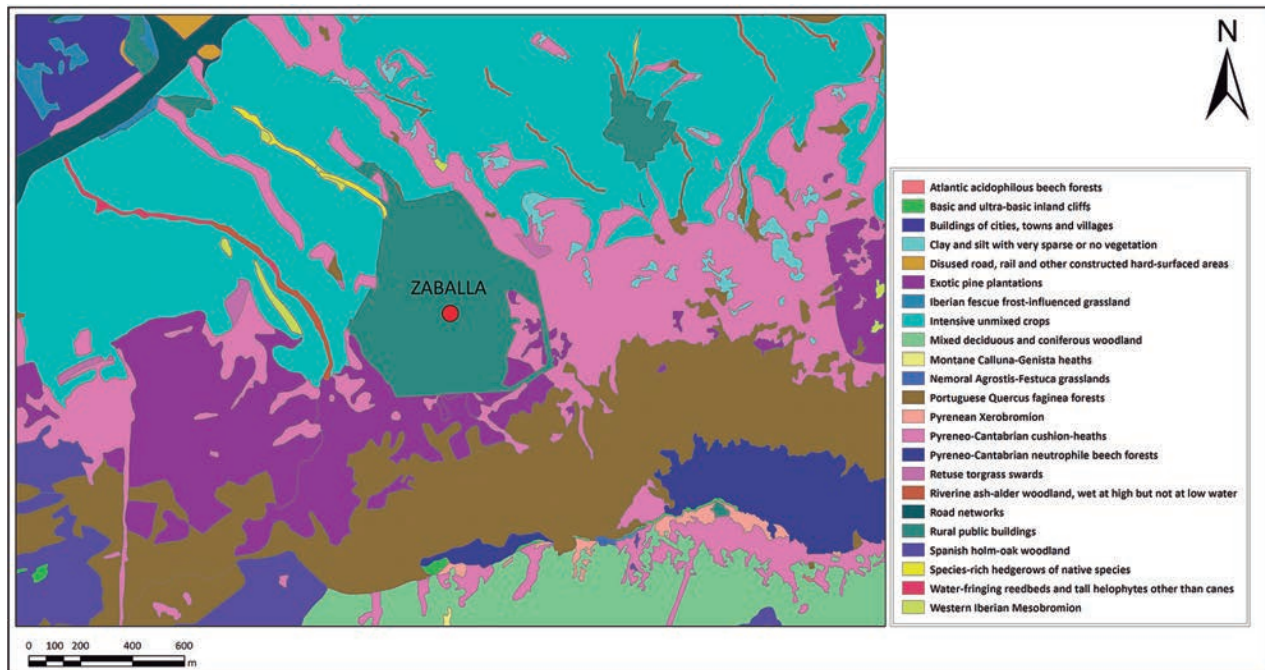 N
ZABALLA
Atlantic acidophilous beech forests
Basic and ultra-basic inland cliffs
Buildings of cities, towns and villages
Clay and silt with very sparse or no vegetation
Disused road, rail and other constructed hard-surfaced areas
Exotic pine plantations
Iberian fescue frost-influenced grassland
Intensive unmixed crops
Mixed deciduous and coniferous woodland
Montane Calluna-Genista heaths
Nemoral Agrostis-Festuca grasslands
Portuguese Quercus faginea forests
Pyrenean Xerobromion
Pyreneo-Cantabrian cushion-heaths
Pyreneo-Cantabrian neutrophile beech forests
Retuse torgrass swards
Riverine ash-alder woodland, wet at high but not at low water
Road networks
Rural public buildings
Spanish holm-oak woodland
Species-rich hedgerows of native species
Water-fringing reedbeds and tall helophytes other than canes
Western Iberian Mesobromion
0 100 200 400 600
m